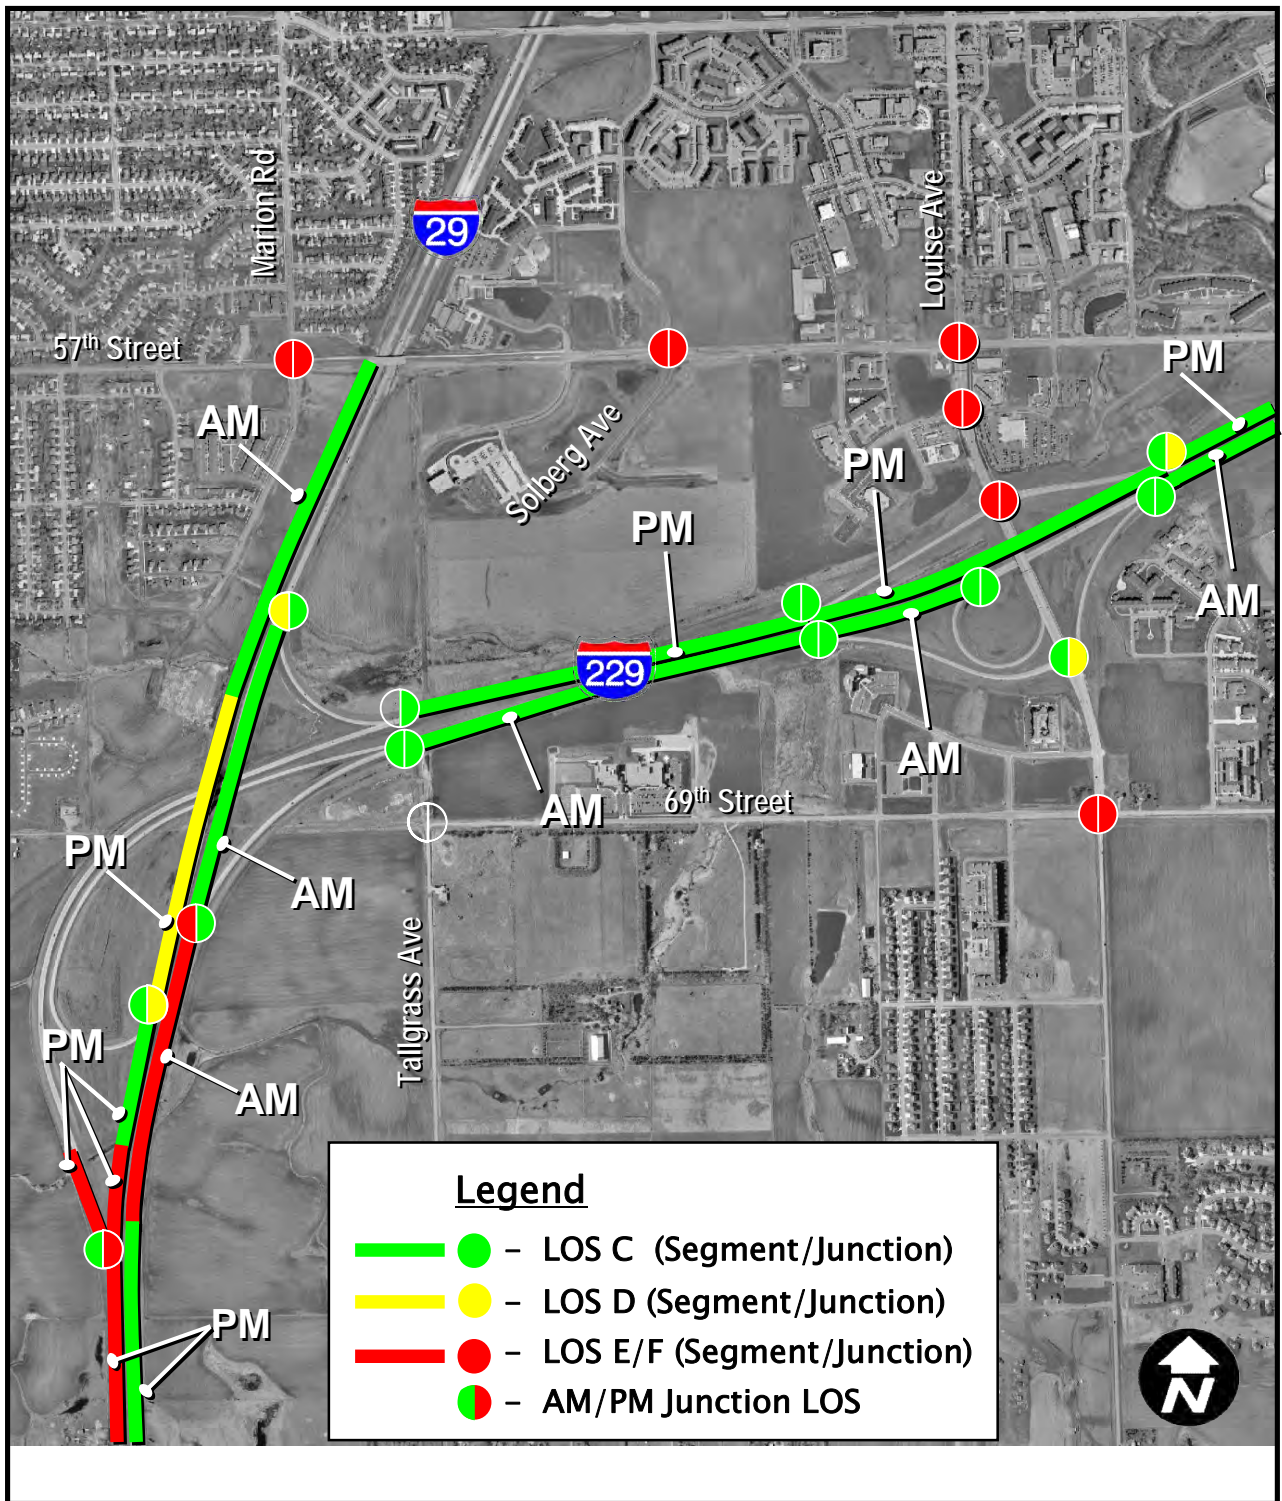 Marion Rd
29
Louise Ave
57th Street
PM
AM
Solberg Ave
PM
PM
AM
229
AM
AM
69th Street
PM
AM
Tallgrass Ave
PM
AM
PM
Legend
– LOS C (Segment/Junction)
– LOS D (Segment/Junction)
– LOS E/F (Segment/Junction)
– AM/PM Junction LOS
N